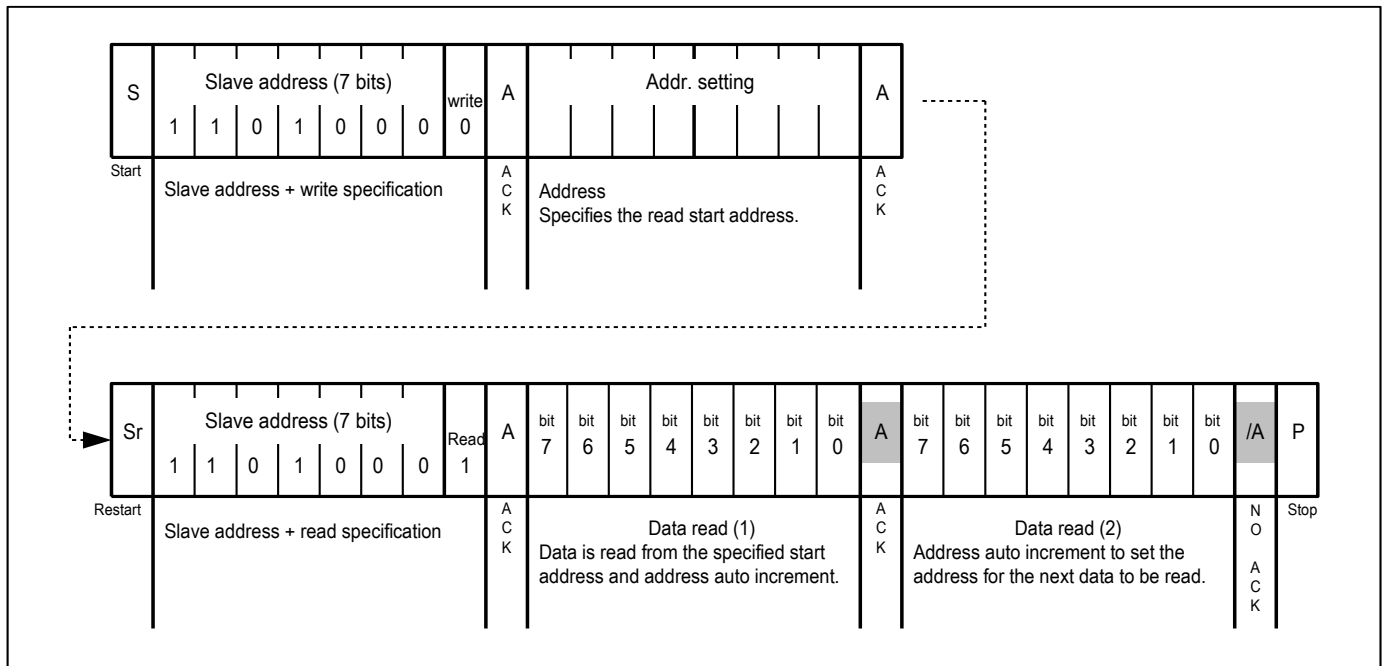 S Slave address (7 bits) write A Addr. setting A
1 1 0 1 0 0 0 0
Start
Slave address + write specification
A C K
Address
Specifies the read start address.
A C K
Sr Slave address (7 bits) Read A bit 7 bit 6 bit 5 bit 4 bit 3 bit 2 bit 1 bit 0 A bit 7 bit 6 bit 5 bit 4 bit 3 bit 2 bit 1 bit 0 /A P
1 1 0 1 0 0 0 1
Restart
Slave address + read specification
A C K
Data read (1)
Data is read from the specified start
address and address auto increment.
A C K
Data read (2)
Address auto increment to set the
address for the next data to be read.
N O A C K
Stop